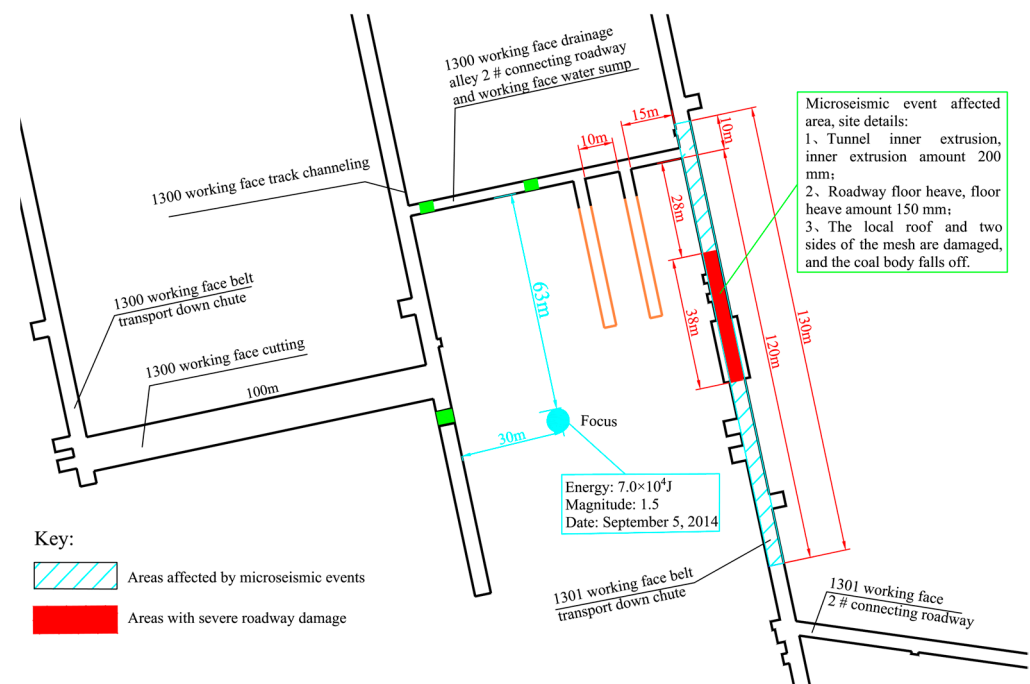 1300 working face drainage
alley 2 # connecting roadway
and working face water sump
15m
10m
10m
Microseismic event affected
area, site details:
1、Tunnel inner extrusion,
inner extrusion amount 200
mm；
2、Roadway floor heave, floor
heave amount 150 mm；
3、The local roof and two
sides of the mesh are damaged,
and the coal body falls off.
1300 working face track channeling
28m
63m
1300 working face belt
transport down chute
38m
130m
120m
1300 working face cutting
100m
Focus
30m
Energy: 7.0×10⁴J
Magnitude: 1.5
Date: September 5, 2014
Key:
Areas affected by microseismic events
Areas with severe roadway damage
1301 working face belt
transport down chute
1301 working face
2 # connecting roadway